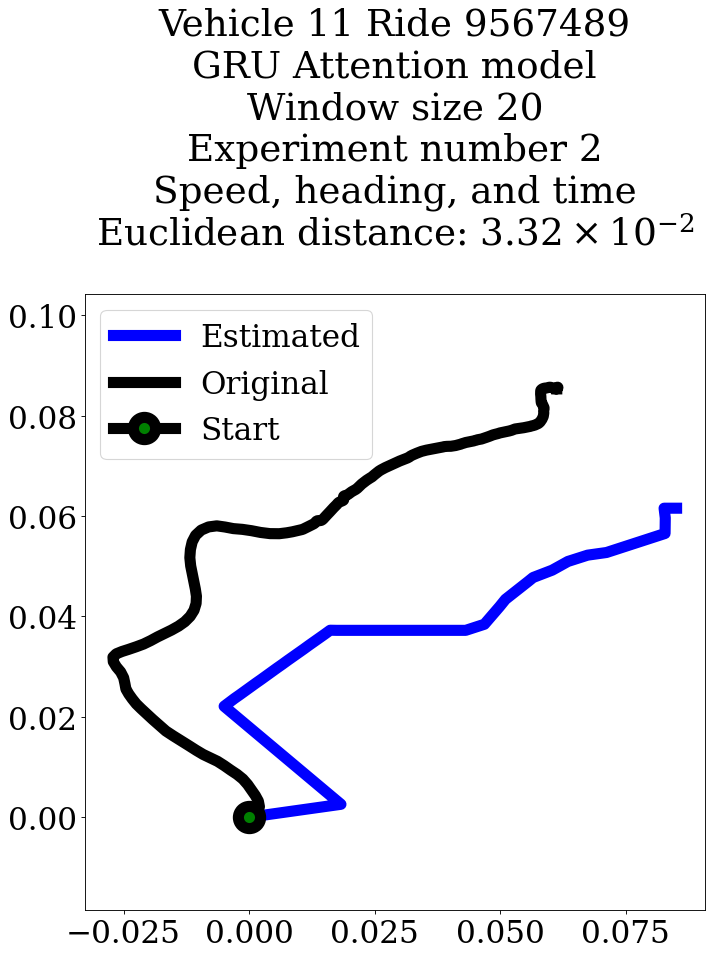 Vehicle 11 Ride 9567489
GRU Attention model
Window size 20
Experiment number 2
Speed, heading, and time
Euclidean distance: 3.32 × 10⁻²
Estimated
Original
Start
0.10
0.08
0.06
0.04
0.02
0.00
−0.025 0.000 0.025 0.050 0.075